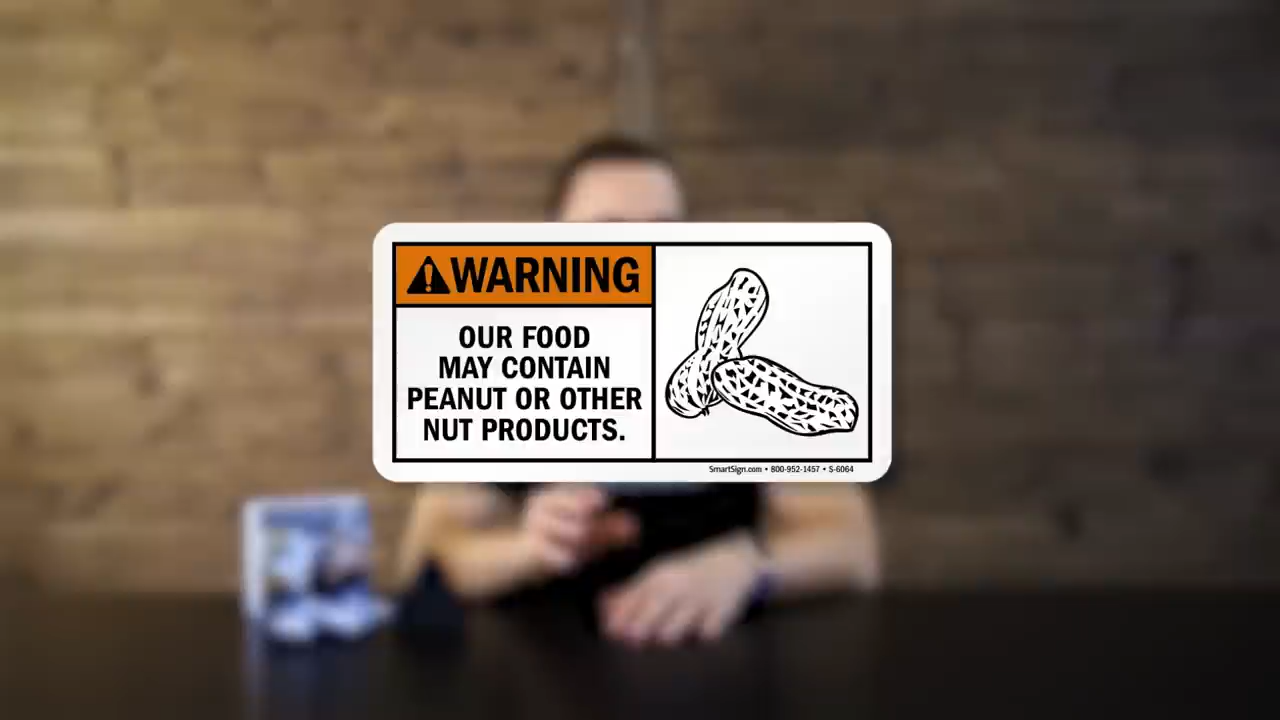 WARNING
OUR FOOD
MAY CONTAIN
PEANUT OR OTHER
NUT PRODUCTS.
SmartSign.com • 800-952-1457 • S-6064